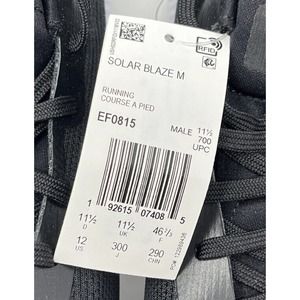 RFID
SOLAR BLAZE M
RUNNING
COURSE A PIED
EF0815
MALE 11½
700
UPC
1 92615 07408 5
11½ 11½ 46⅔
D UK F
12 300 290
US J CHN